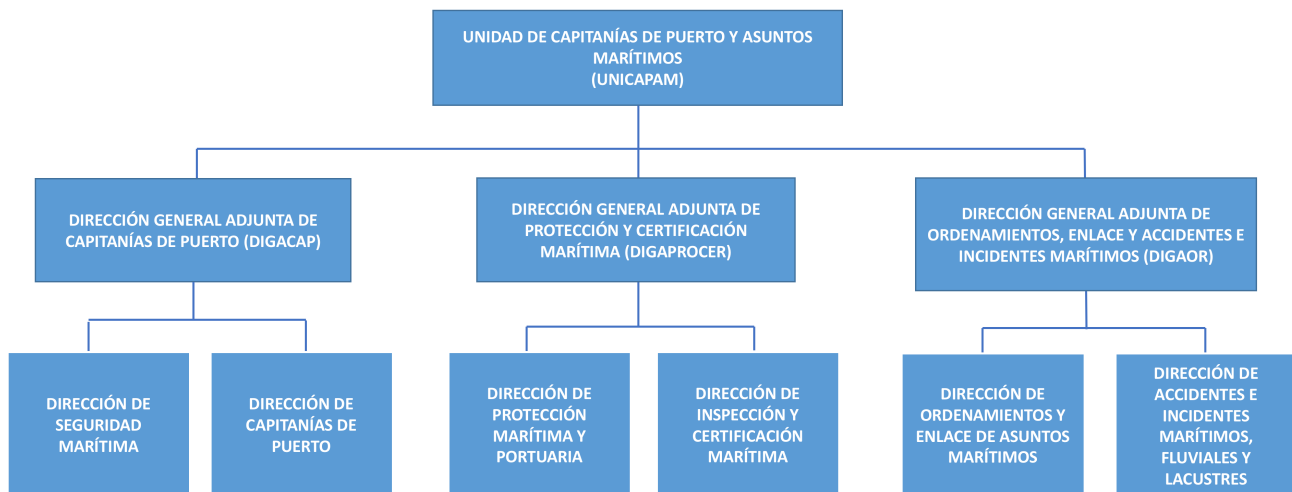 UNIDAD DE CAPITANÍAS DE PUERTO Y ASUNTOS
MARÍTIMOS
(UNICAPAM)
DIRECCIÓN GENERAL ADJUNTA DE
CAPITANÍAS DE PUERTO (DIGACAP)
DIRECCIÓN GENERAL ADJUNTA DE
PROTECCIÓN Y CERTIFICACIÓN
MARÍTIMA (DIGAPROCER)
DIRECCIÓN GENERAL ADJUNTA DE
ORDENAMIENTOS, ENLACE Y ACCIDENTES E
INCIDENTES MARÍTIMOS (DIGAOR)
DIRECCIÓN DE
SEGURIDAD
MARÍTIMA
DIRECCIÓN DE
CAPITANÍAS DE
PUERTO
DIRECCIÓN DE
PROTECCIÓN
MARÍTIMA Y
PORTUARIA
DIRECCIÓN DE
INSPECCIÓN Y
CERTIFICACIÓN
MARÍTIMA
DIRECCIÓN DE
ORDENAMIENTOS Y
ENLACE DE ASUNTOS
MARÍTIMOS
DIRECCIÓN DE
ACCIDENTES E
INCIDENTES
MARÍTIMOS,
FLUVIALES Y
LACUSTRES